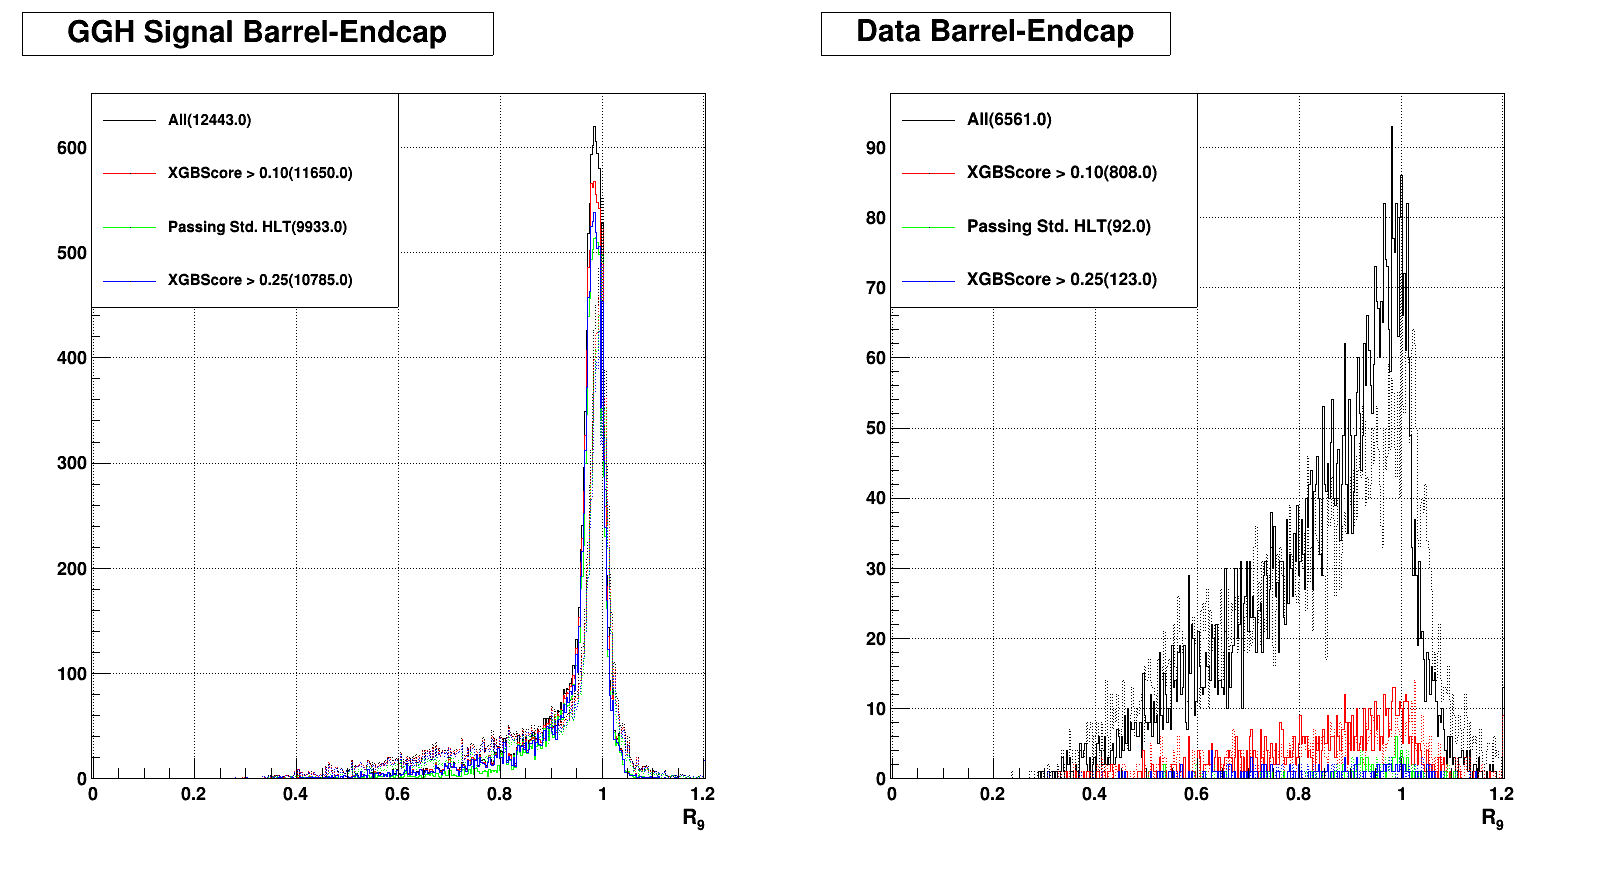 GGH Signal Barrel-Endcap
All(12443.0)
XGBScore > 0.10(11650.0)
Passing Std. HLT(9933.0)
XGBScore > 0.25(10785.0)
600
500
400
300
200
100
0
0 0.2 0.4 0.6 0.8 1 1.2
R9
Data Barrel-Endcap
All(6561.0)
XGBScore > 0.10(808.0)
Passing Std. HLT(92.0)
XGBScore > 0.25(123.0)
90
80
70
60
50
40
30
20
10
0
0 0.2 0.4 0.6 0.8 1 1.2
R9